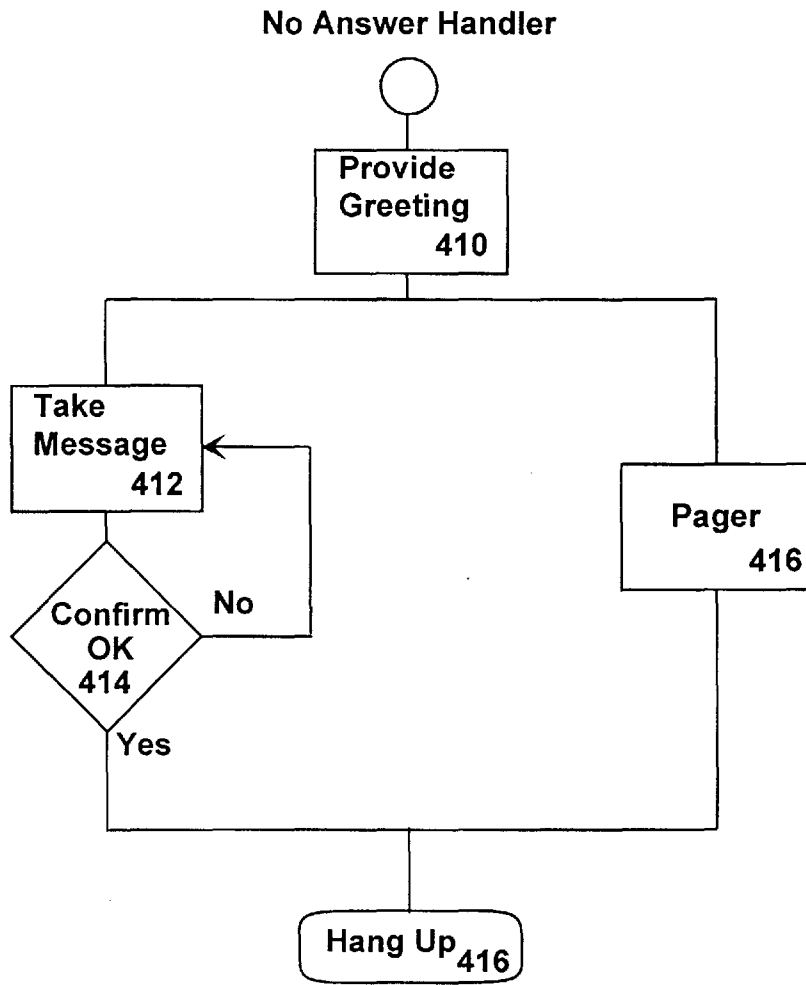 No Answer Handler
Provide
Greeting
410
Take
Message
412
Pager
416
Confirm
OK
414
No
Yes
Hang Up
416